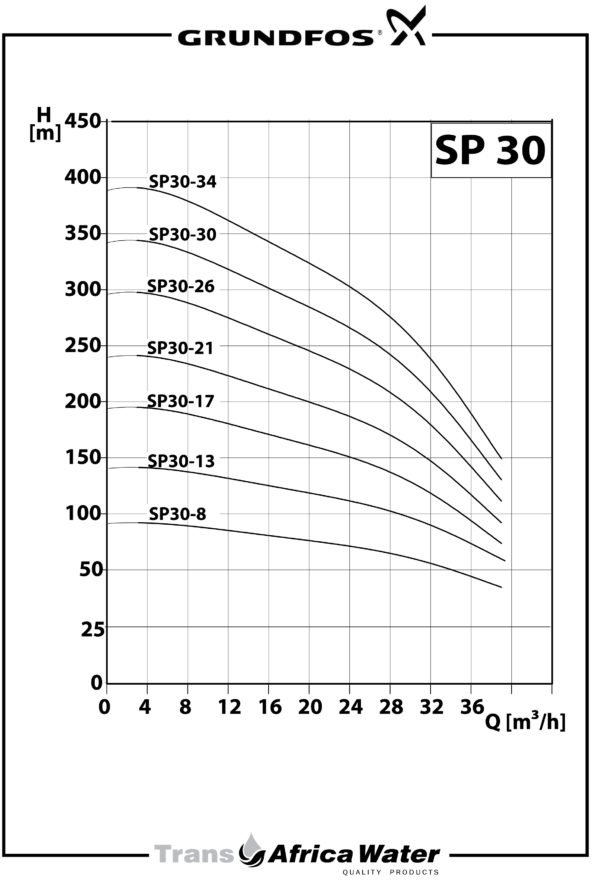 GRUNDFOS®
H
[m]
450
SP 30
400
SP30-34
350
SP30-30
300
SP30-26
250
SP30-21
200
SP30-17
150
SP30-13
100
SP30-8
50
25
0
0 4 8 12 16 20 24 28 32 36
Q [m³/h]
Trans Africa Water
QUALITY PRODUCTS